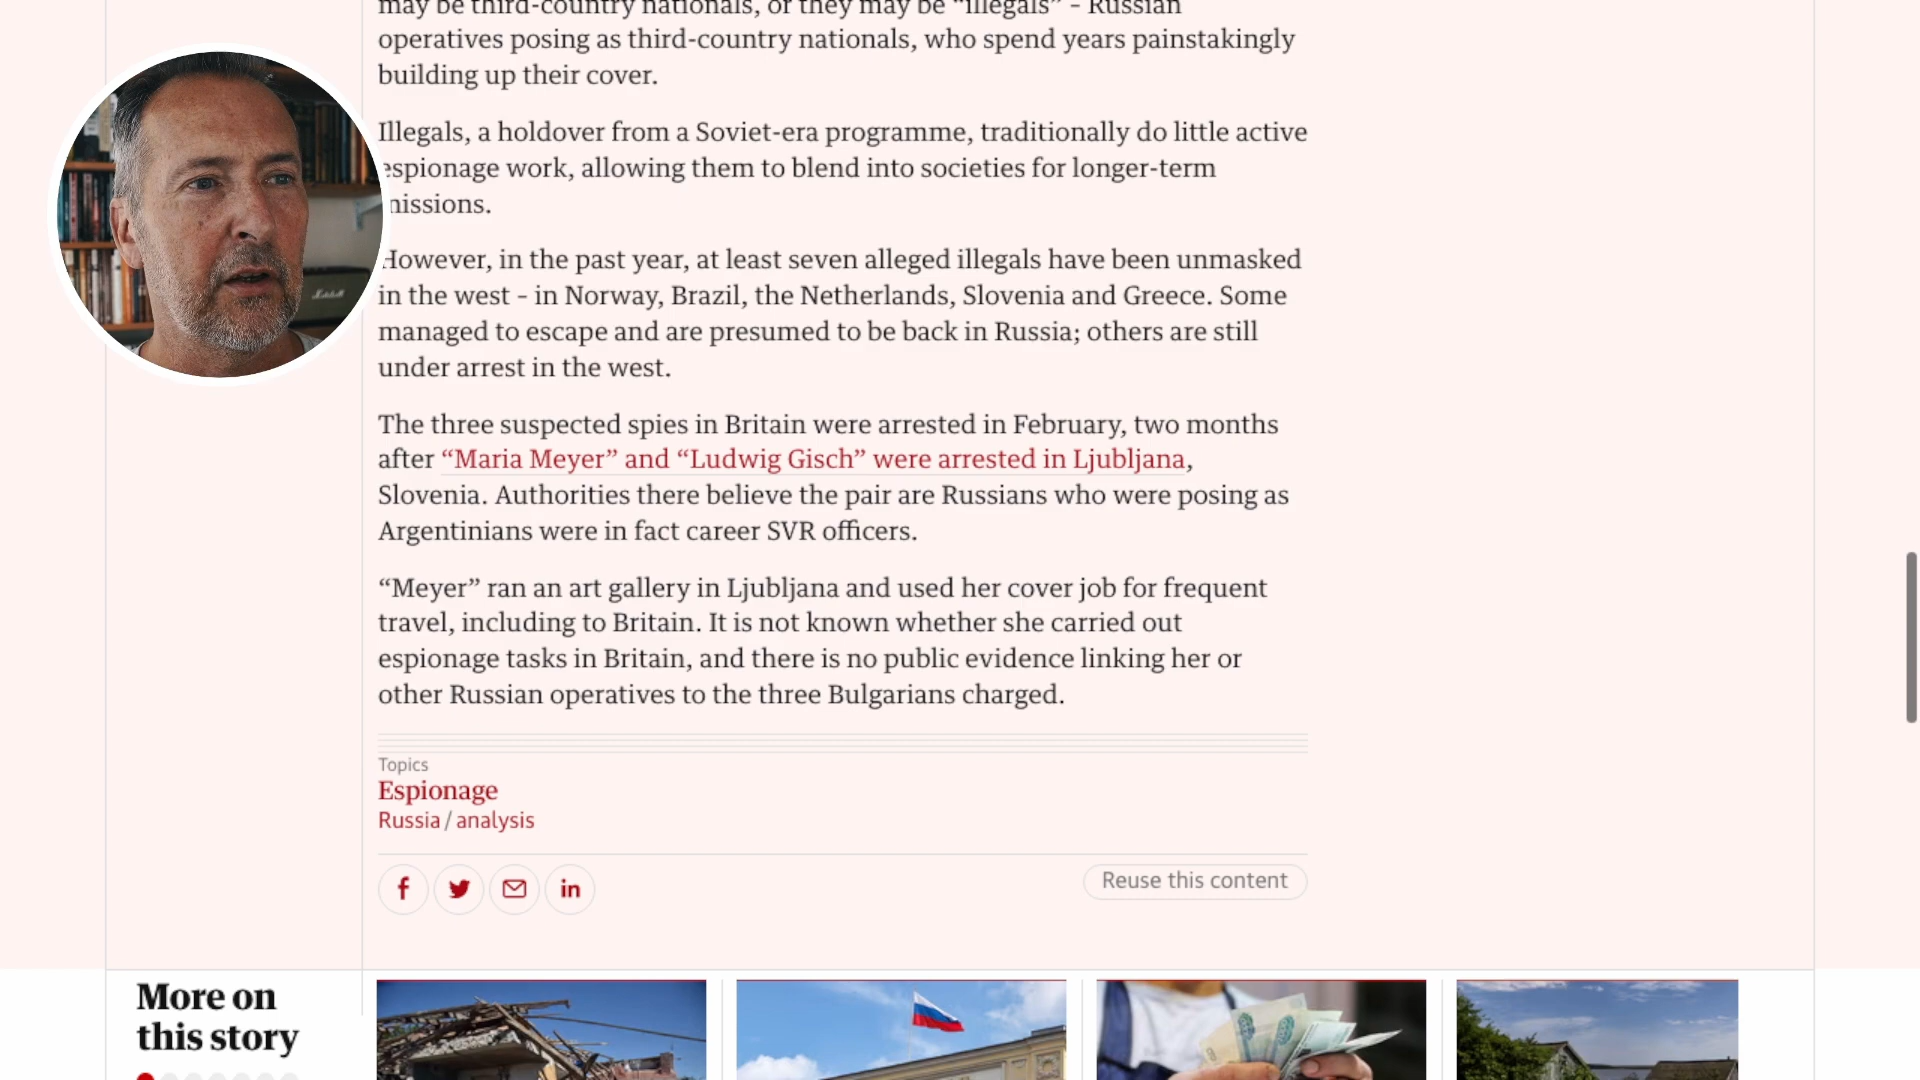 may be third-country nationals, or they may be “illegals” – Russian
operatives posing as third-country nationals, who spend years painstakingly
building up their cover.
Illegals, a holdover from a Soviet-era programme, traditionally do little active
espionage work, allowing them to blend into societies for longer-term
missions.
However, in the past year, at least seven alleged illegals have been unmasked
in the west – in Norway, Brazil, the Netherlands, Slovenia and Greece. Some
managed to escape and are presumed to be back in Russia; others are still
under arrest in the west.
The three suspected spies in Britain were arrested in February, two months
after “Maria Meyer” and “Ludwig Gisch” were arrested in Ljubljana,
Slovenia. Authorities there believe the pair are Russians who were posing as
Argentinians were in fact career SVR officers.
“Meyer” ran an art gallery in Ljubljana and used her cover job for frequent
travel, including to Britain. It is not known whether she carried out
espionage tasks in Britain, and there is no public evidence linking her or
other Russian operatives to the three Bulgarians charged.
Topics
Espionage
Russia / analysis
Reuse this content
More on
this story
Marshall